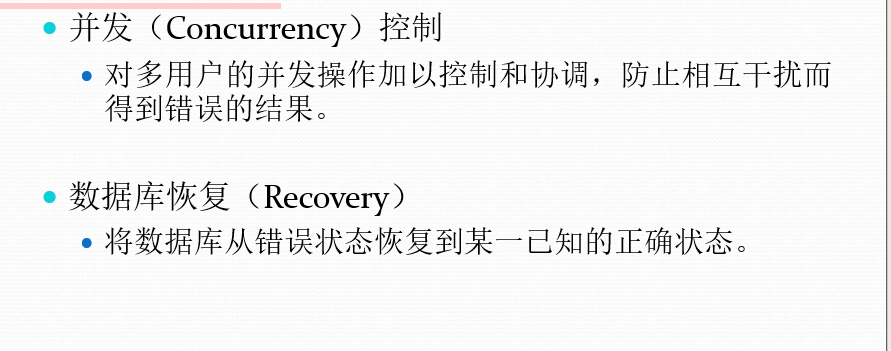 并发（Concurrency）控制
对多用户的并发操作加以控制和协调，防止相互干扰而
得到错误的结果。
数据库恢复（Recovery）
将数据库从错误状态恢复到某一已知的正确状态。